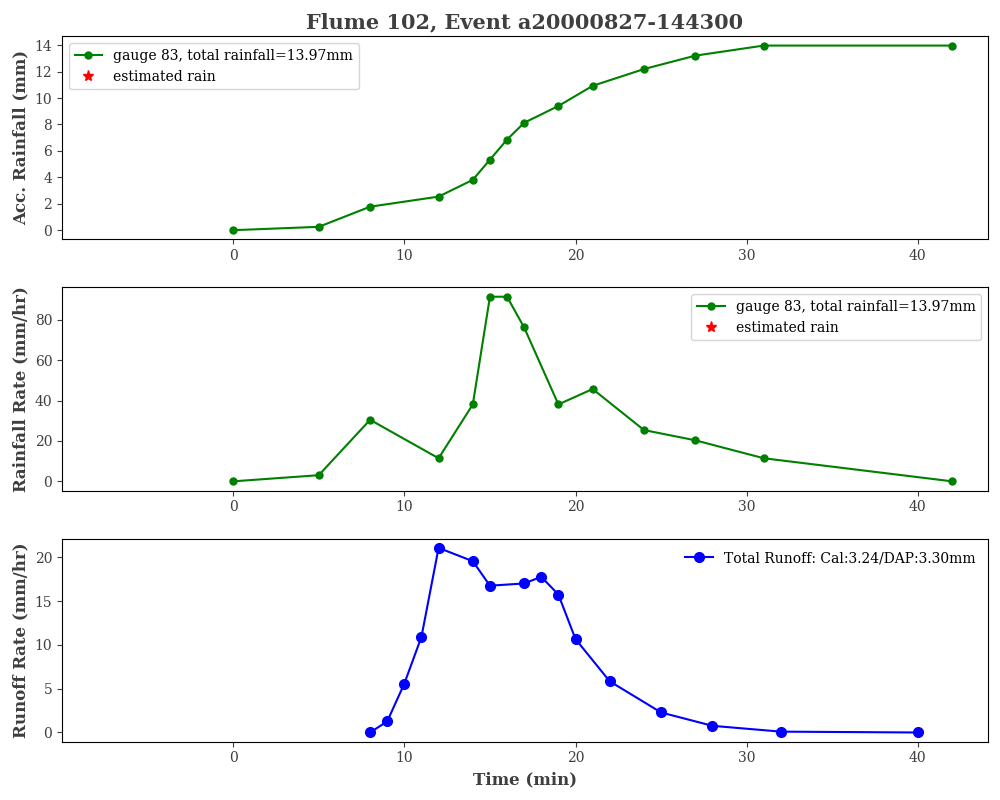 Flume 102, Event a20000827-144300
Acc. Rainfall (mm)
14
12
10
8
6
4
2
0
gauge 83, total rainfall=13.97mm
estimated rain
0 10 20 30 40
Rainfall Rate (mm/hr)
80
60
40
20
0
gauge 83, total rainfall=13.97mm
estimated rain
0 10 20 30 40
Runoff Rate (mm/hr)
20
15
10
5
0
Total Runoff: Cal:3.24/DAP:3.30mm
0 10 20 30 40
Time (min)